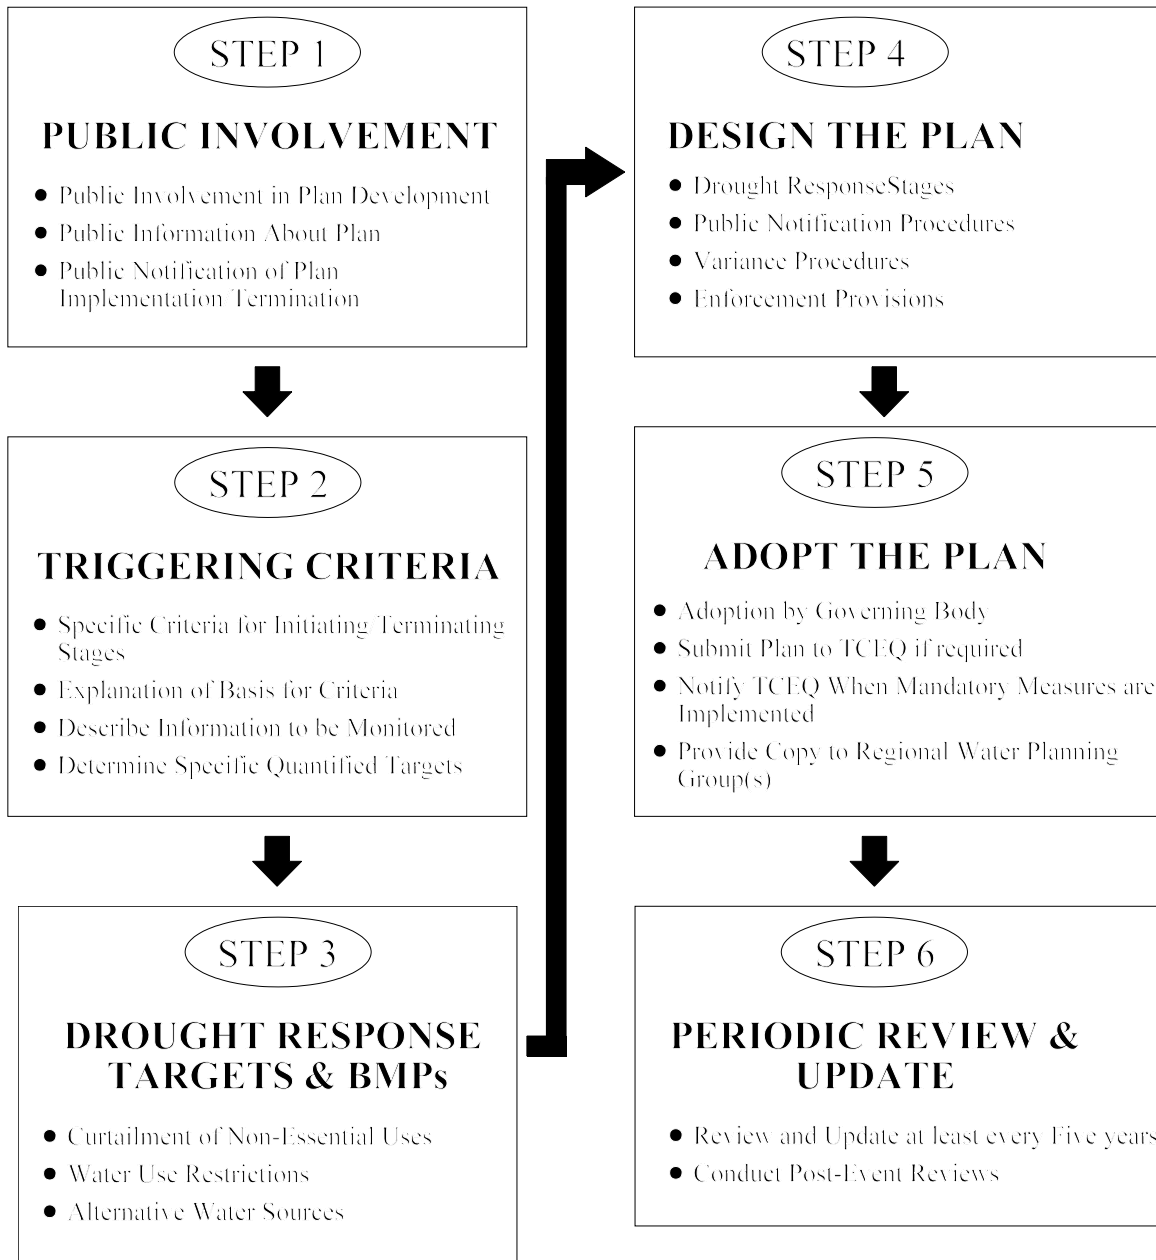 STEP 1
PUBLIC INVOLVEMENT
● Public Involvement in Plan Development
● Public Information About Plan
● Public Notification of Plan
Implementation Termination
STEP 2
TRIGGERING CRITERIA
● Specific Criteria for Initiating Terminating
Stages
● Explanation of Basis for Criteria
● Describe Information to be Monitored
● Determine Specific Quantified Targets
STEP 3
DROUGHT RESPONSE
TARGETS & BMPs
● Curtailment of Non-Essential Uses
● Water Use Restrictions
● Alternative Water Sources
STEP 4
DESIGN THE PLAN
● Drought ResponseStages
● Public Notification Procedures
● Variance Procedures
● Enforcement Provisions
STEP 5
ADOPT THE PLAN
● Adoption by Governing Body
● Submit Plan to TCEQ if required
● Notify TCEQ When Mandatory Measures are
Implemented
● Provide Copy to Regional Water Planning
Group(s)
STEP 6
PERIODIC REVIEW &
UPDATE
● Review and Update at least every Five years
● Conduct Post-Event Reviews